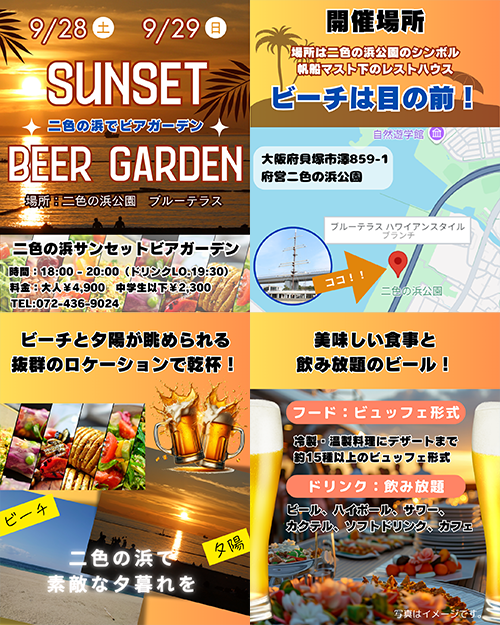 9/28 土 9/29 日
SUNSET
二色の浜でビアガーデン
BEER GARDEN
場所：二色の浜公園　ブルーテラス
二色の浜サンセットビアガーデン
時間：18:00 - 20:00（ドリンクLO.19:30）
料金：大人￥4,900　中学生以下￥2,300
TEL:072-436-9024
開催場所
場所は二色の浜公園のシンボル
帆船マスト下のレストハウス
ビーチは目の前！
自然遊学館
大阪府貝塚市澤859-1
府営二色の浜公園
ブルーテラス ハワイアンスタイル
ブランチ
ココ！！
二色の浜公園
ビーチと夕陽が眺められる
抜群のロケーションで乾杯！
ビーチ
夕陽
二色の浜で
素敵な夕暮れを
美味しい食事と
飲み放題のビール！
フード：ビュッフェ形式
冷製・温製料理にデザートまで
約15種以上のビュッフェ形式
ドリンク：飲み放題
ビール、ハイボール、サワー、
カクテル、ソフトドリンク、カフェ
写真はイメージです。